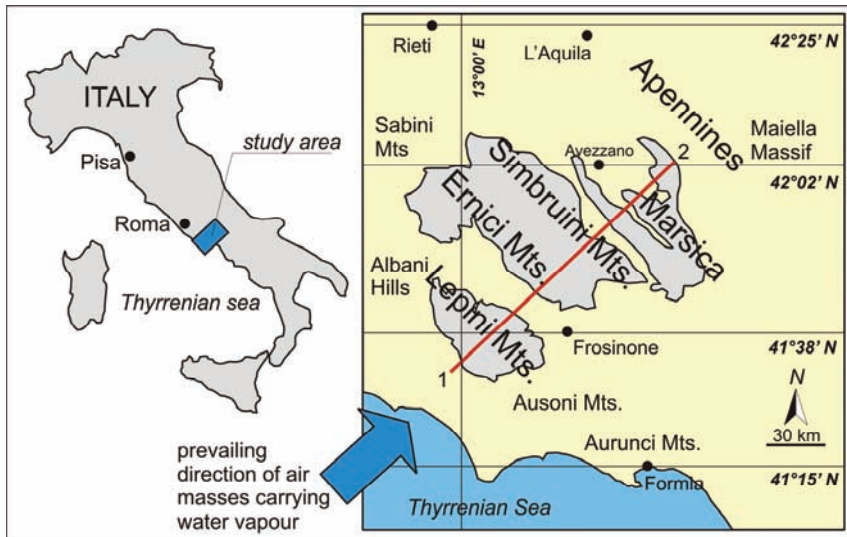 ITALY
study area
Pisa
Roma
Thyrrenian sea
prevailing
direction of air
masses carrying
water vapour
Rieti
L'Aquila
42°25' N
13°00' E
Apennines
Sabini
Mts
Avezzano
2
Maiella
Massif
42°02' N
Simbruini Mts.
Ernici Mts.
Marsica
Albani
Hills
Lepini Mts.
Frosinone
41°38' N
1
N
Ausoni Mts.
30 km
Aurunci Mts.
41°15' N
Formia
Thyrrenian Sea